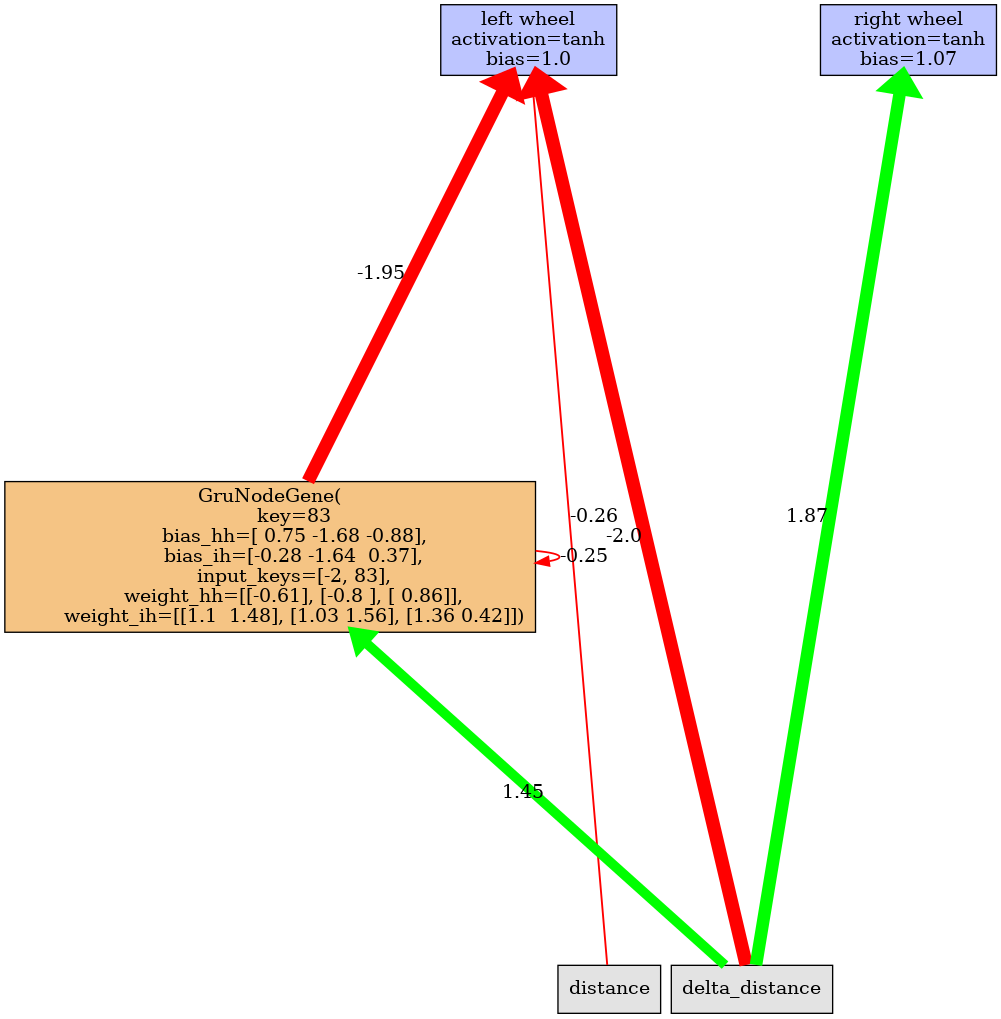 left wheel
activation=tanh
bias=1.0
right wheel
activation=tanh
bias=1.07
-1.95
GruNodeGene(
key=83
bias_hh=[ 0.75 -1.68 -0.88],
bias_ih=[-0.28 -1.64  0.37],
input_keys=[-2, 83],
weight_hh=[[-0.61], [-0.8 ], [ 0.86]],
weight_ih=[[1.1  1.48], [1.03 1.56], [1.36 0.42]])
-0.25
-0.26
-2.0
1.87
1.45
distance
delta_distance